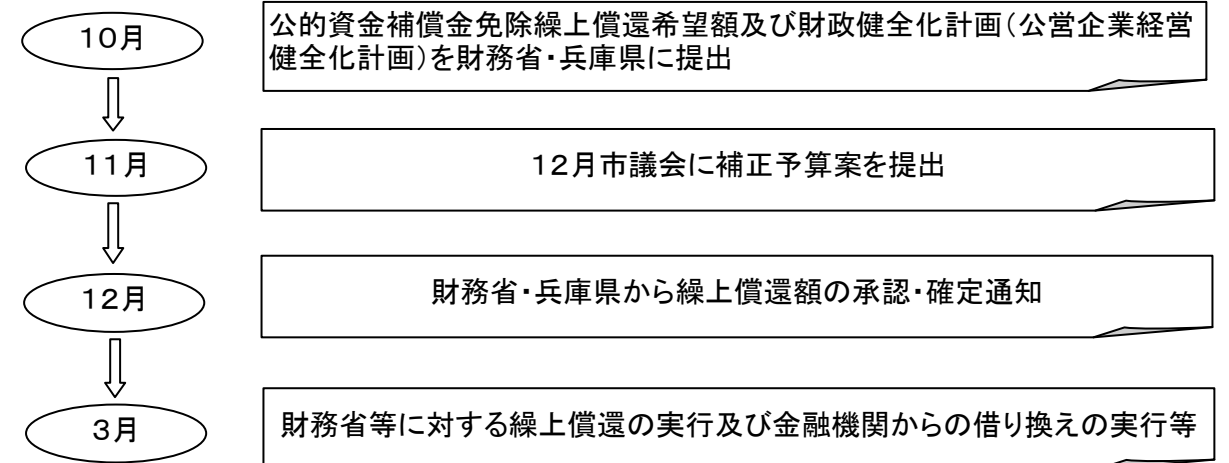 10月
公的資金補償金免除繰上償還希望額及び財政健全化計画(公営企業経営
健全化計画)を財務省・兵庫県に提出
11月
12月市議会に補正予算案を提出
12月
財務省・兵庫県から繰上償還額の承認・確定通知
3月
財務省等に対する繰上償還の実行及び金融機関からの借り換えの実行等